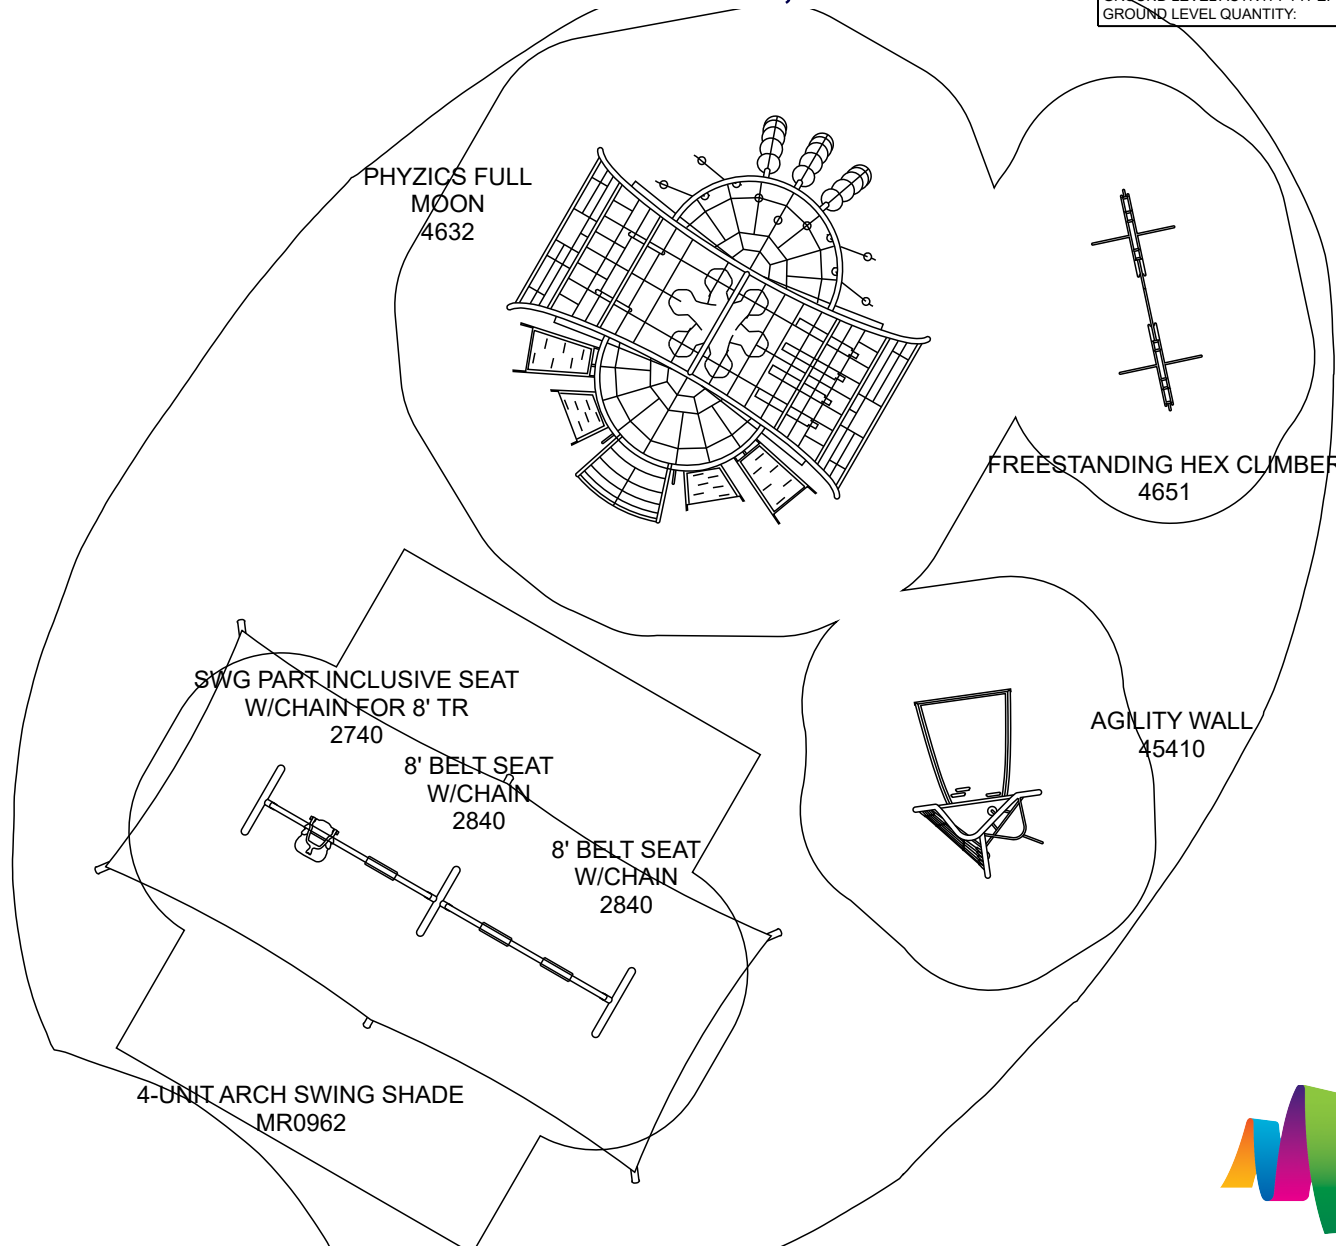 GROUND LEVEL QUANTITY:
PHYZICS FULL
MOON
4632
FREESTANDING HEX CLIMBER
4651
SWG PART INCLUSIVE SEAT
W/CHAIN FOR 8' TR
2740
8' BELT SEAT
W/CHAIN
2840
8' BELT SEAT
W/CHAIN
2840
AGILITY WALL
45410
4-UNIT ARCH SWING SHADE
MR0962